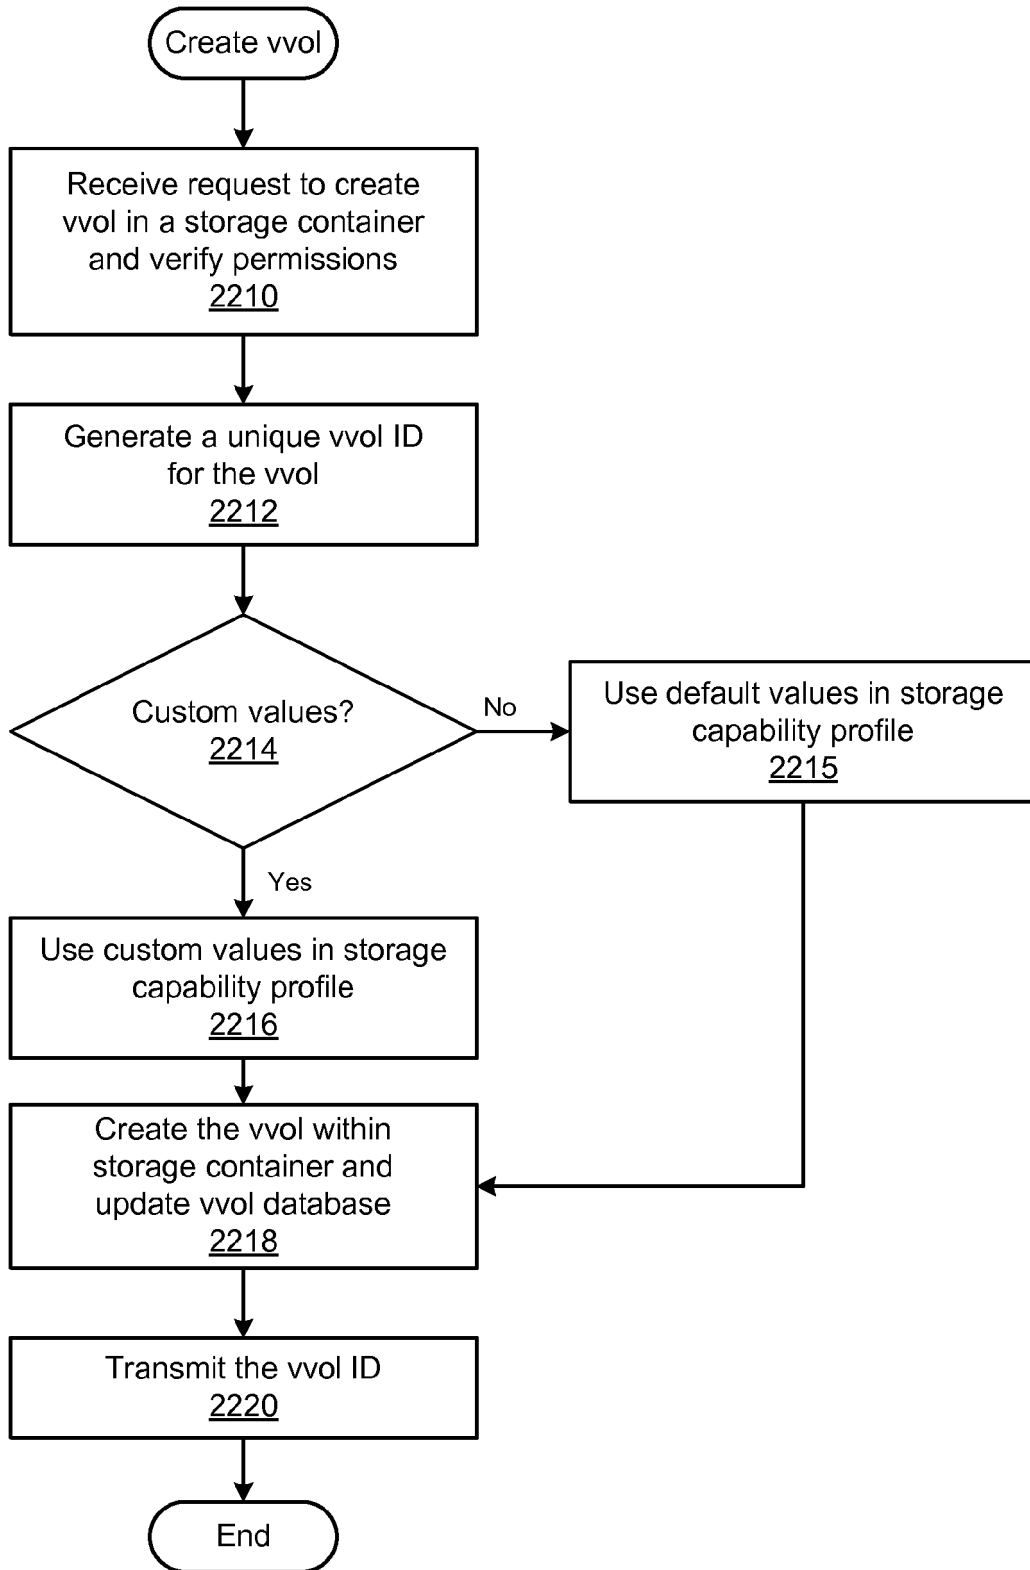 Create vvol
Receive request to create
vvol in a storage container
and verify permissions
2210
Generate a unique vvol ID
for the vvol
2212
Custom values?
2214
No
Use default values in storage
capability profile
2215
Yes
Use custom values in storage
capability profile
2216
Create the vvol within
storage container and
update vvol database
2218
Transmit the vvol ID
2220
End